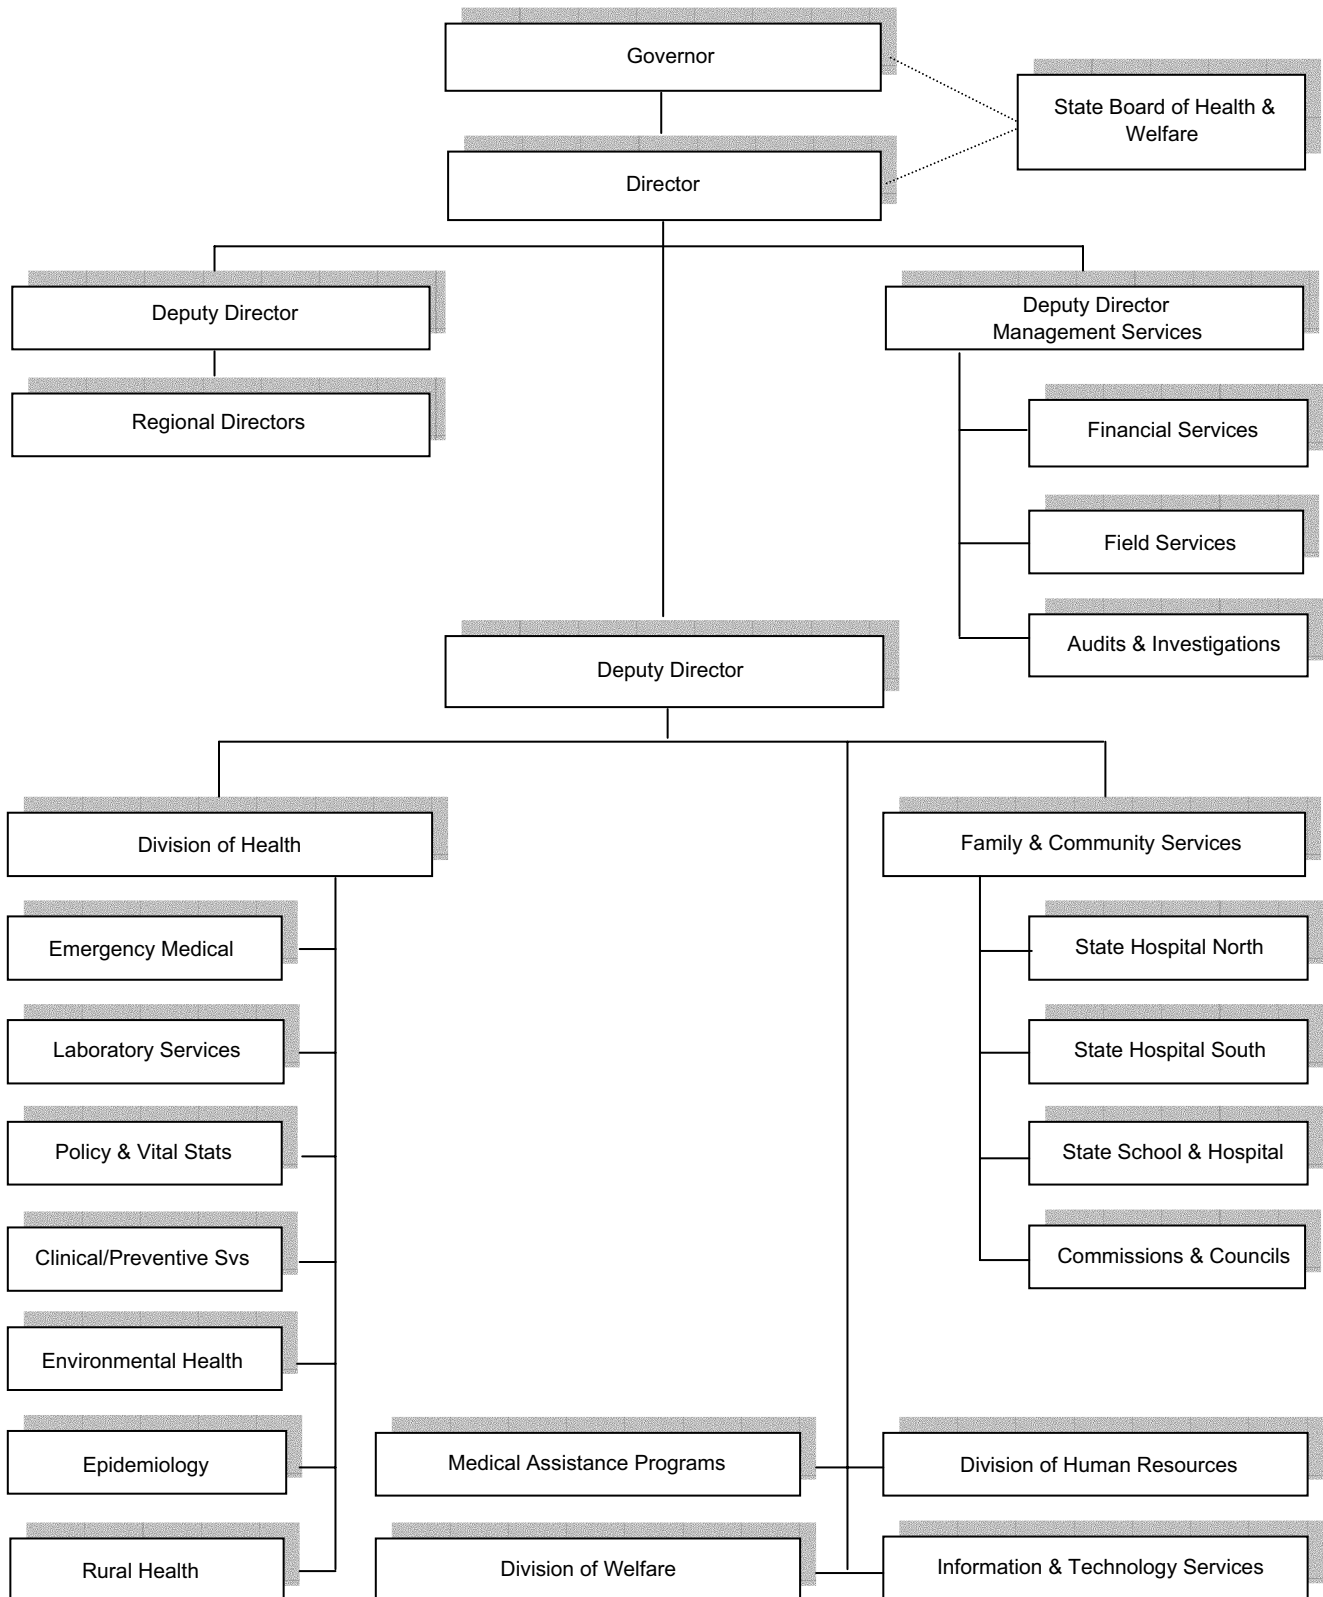 Governor
State Board of Health &
Welfare
Director
Deputy Director
Deputy Director
Management Services
Regional Directors
Financial Services
Field Services
Audits & Investigations
Deputy Director
Division of Health
Family & Community Services
Emergency Medical
State Hospital North
Laboratory Services
State Hospital South
Policy & Vital Stats
State School & Hospital
Clinical/Preventive Svs
Commissions & Councils
Environmental Health
Epidemiology
Medical Assistance Programs
Division of Human Resources
Rural Health
Division of Welfare
Information & Technology Services